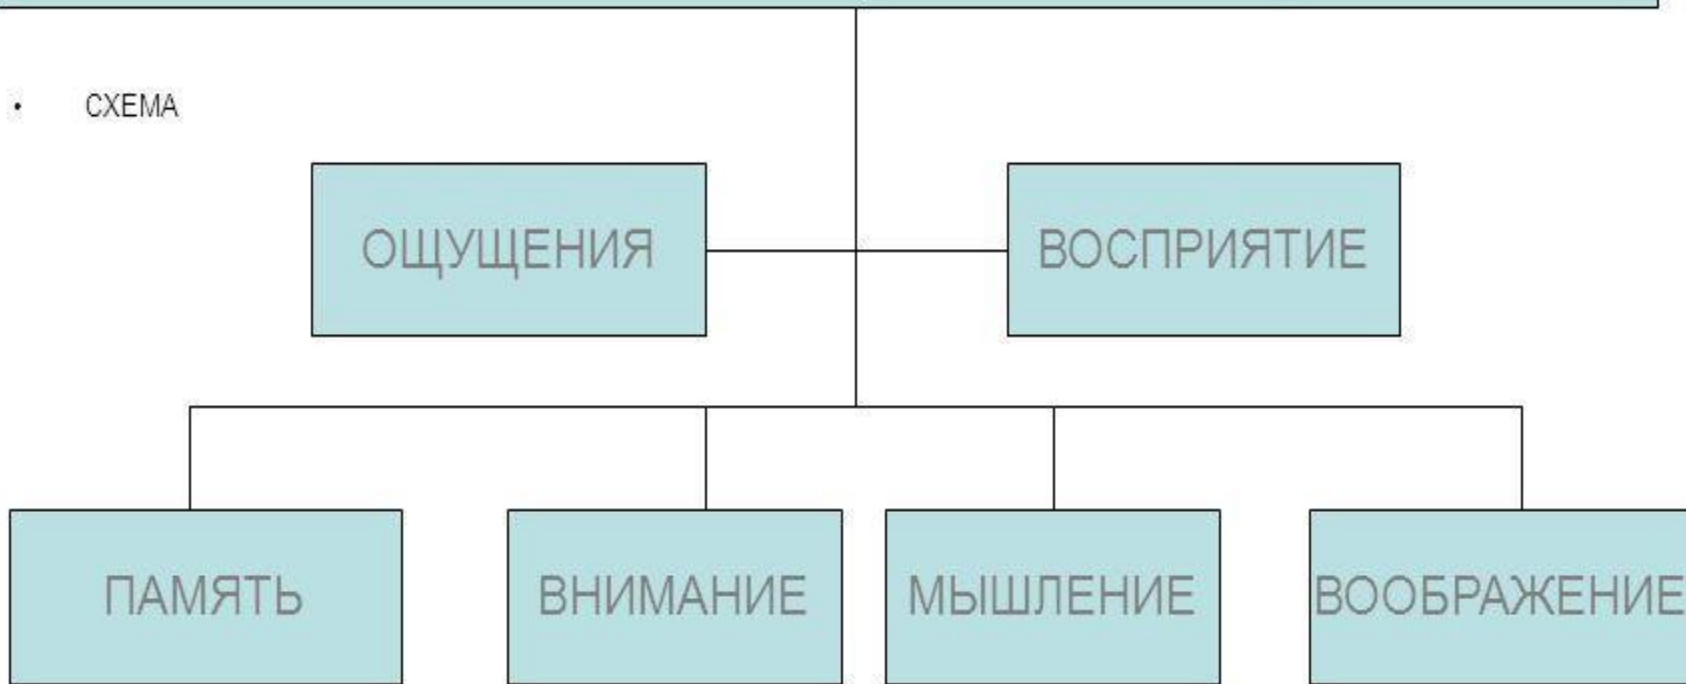 • СХЕМА
ОЩУЩЕНИЯ
ВОСПРИЯТИЕ
ПАМЯТЬ
ВНИМАНИЕ
МЫШЛЕНИЕ
ВООБРАЖЕНИЕ